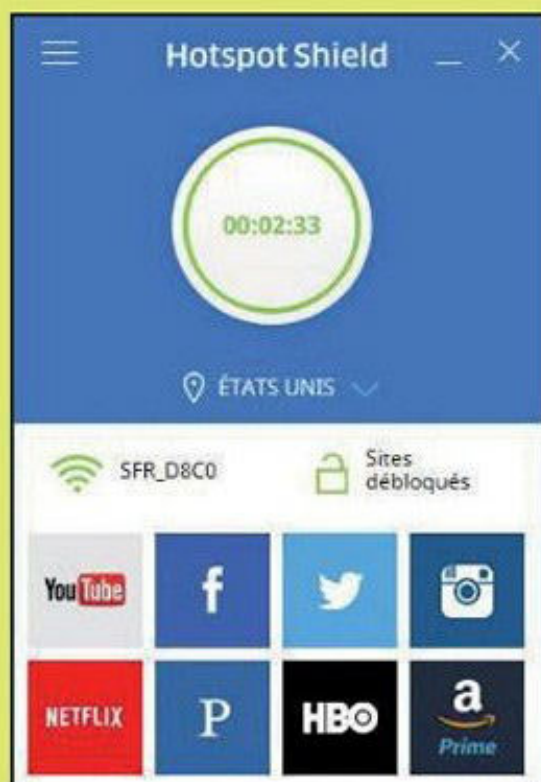 Hotspot Shield
00:02:33
ÉTATS UNIS
SFR_D8C0
Sites
débloqués
YouTube
f
NETFLIX
P
HBO
a
Prime